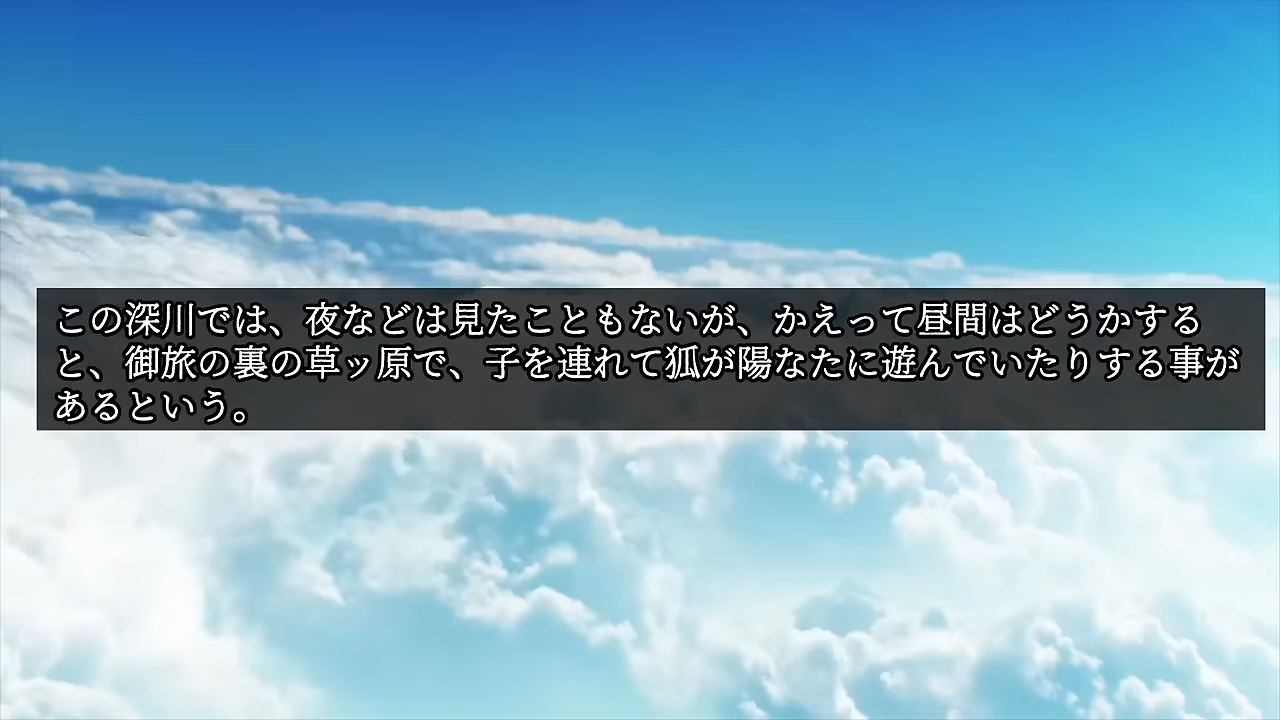 この深川では、夜などは見たこともないが、かえって昼間はどうかする
と、御旅の裏の草ッ原で、子を連れて狐が陽なたに遊んでいたりする事が
あるという。